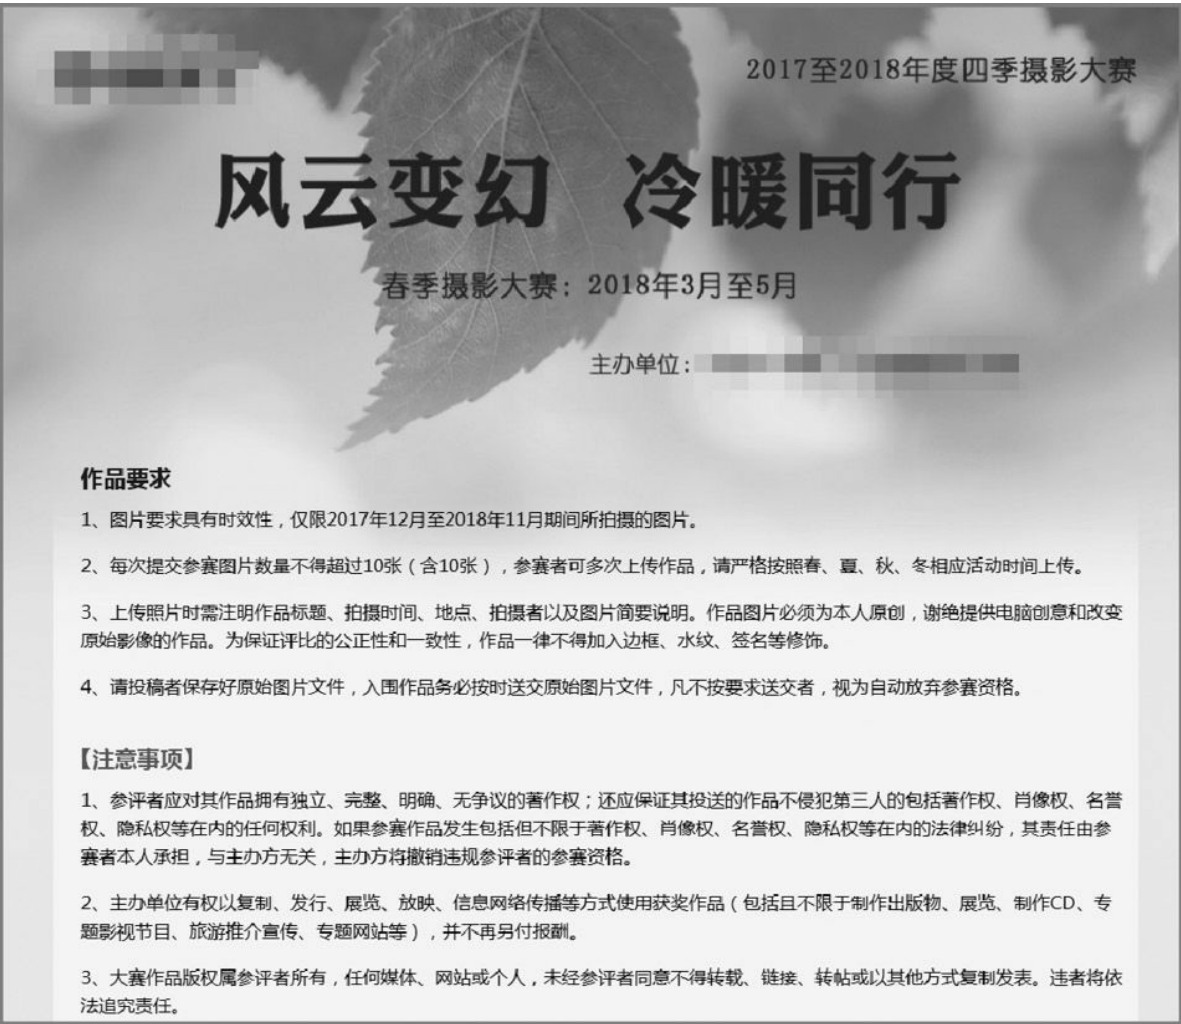 2017至2018年度四季摄影大赛
风云变幻 冷暖同行
春季摄影大赛：2018年3月至5月
主办单位：
作品要求
1、图片要求具有时效性，仅限2017年12月至2018年11月期间所拍摄的图片。
2、每次提交参赛图片数量不得超过10张（含10张），参赛者可多次上传作品，请严格按照春、夏、秋、冬相应活动时间上传。
3、上传照片时需注明作品标题、拍摄时间、地点、拍摄者以及图片简要说明。作品图片必须为本人原创，谢绝提供电脑创意和改变
原始影像的作品。为保证评比的公正性和一致性，作品一律不得加入边框、水纹、签名等修饰。
4、请投稿者保存好原始图片文件，入围作品务必按时送交原始图片文件，凡不按要求送交者，视为自动放弃参赛资格。
【注意事项】
1、参评者应对其作品拥有独立、完整、明确、无争议的著作权；还应保证其投送的作品不侵犯第三人的包括著作权、肖像权、名誉
权、隐私权等在内的任何权利。如果参赛作品发生包括但不限于著作权、肖像权、名誉权、隐私权等在内的法律纠纷，其责任由参
赛者本人承担，与主办方无关，主办方将撤销违规参评者的参赛资格。
2、主办单位有权以复制、发行、展览、放映、信息网络传播等方式使用获奖作品（包括且不限于制作出版物、展览、制作CD、专
题影视节目、旅游推介宣传、专题网站等），并不再另付报酬。
3、大赛作品版权属参评者所有，任何媒体、网站或个人，未经参评者同意不得转载、链接、转帖或以其他方式复制发表。违者将依
法追究责任。